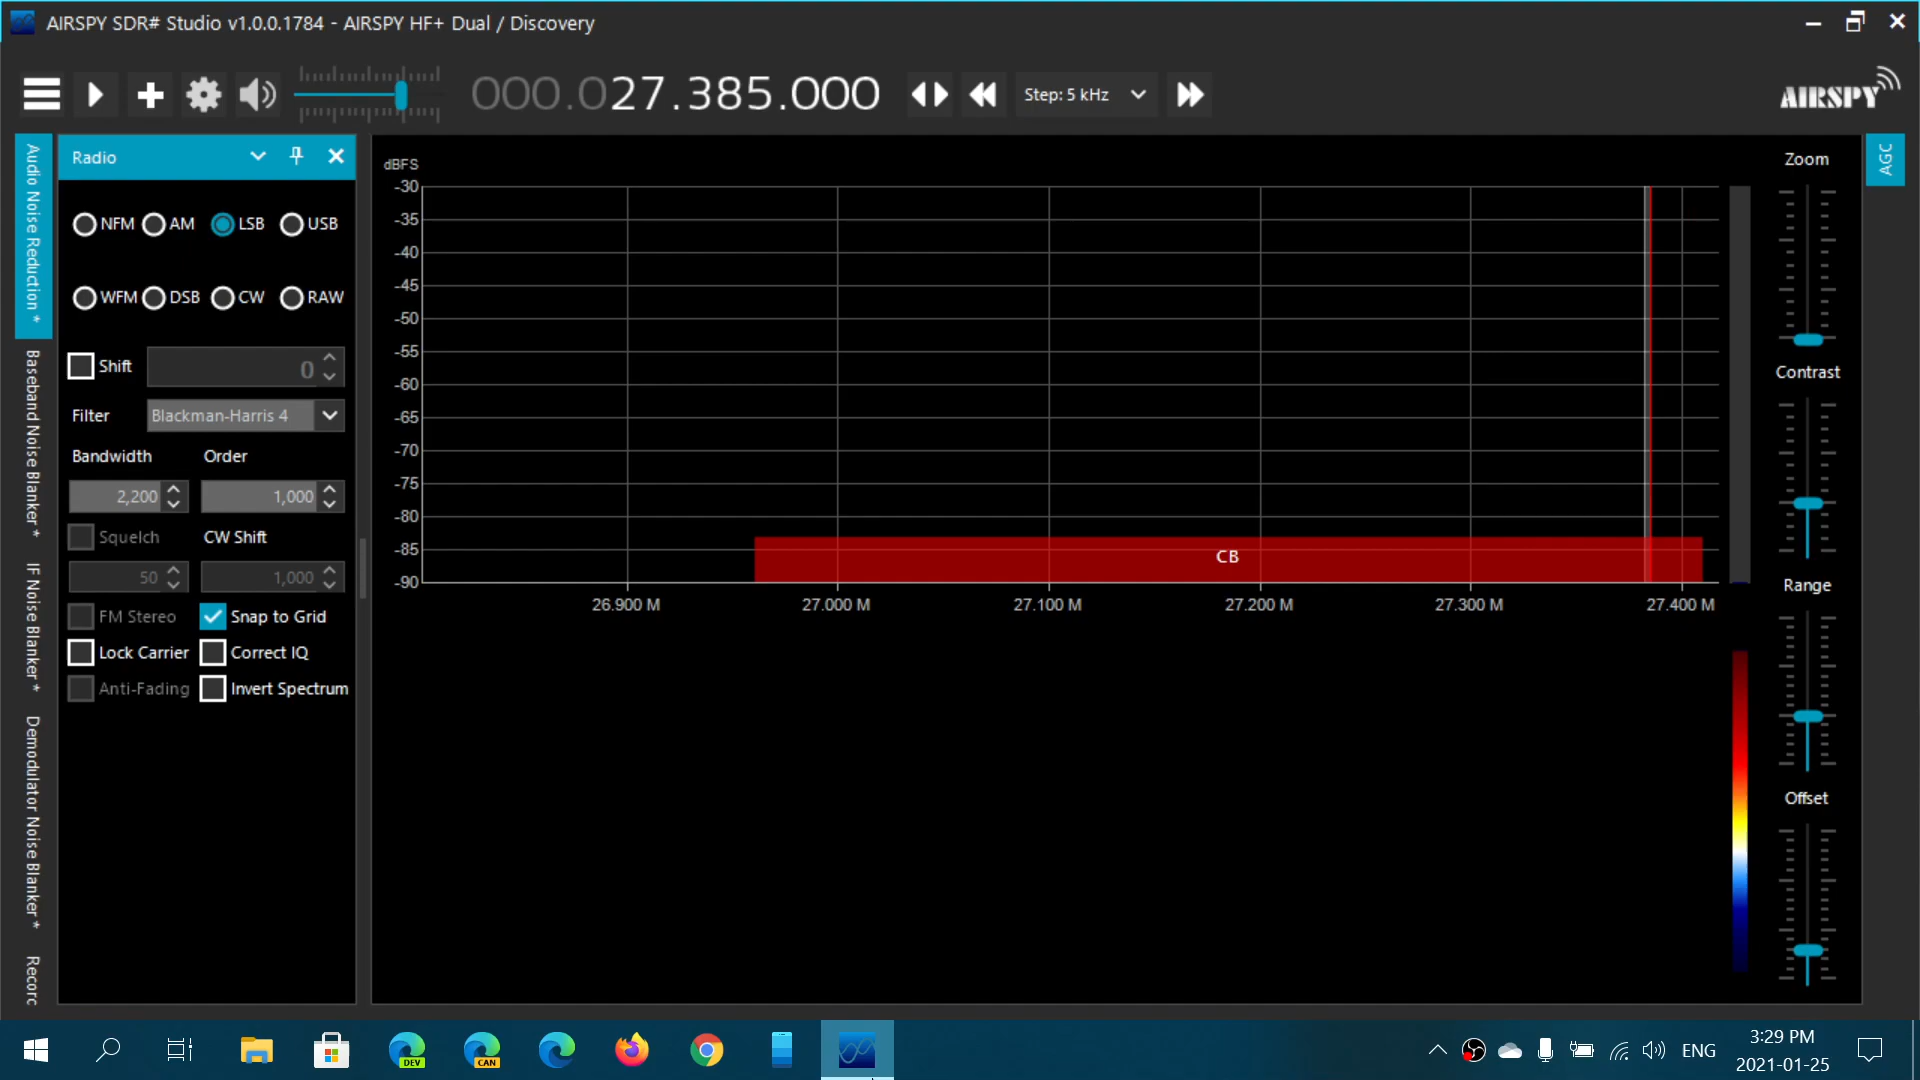 AIRSPY SDR# Studio v1.0.0.1784 - AIRSPY HF+ Dual / Discovery
000.027.385.000
Step: 5 kHz
AIRSPY
Audio Noise Reduction *
Baseband Noise Blanker *
IF Noise Blanker *
Demodulator Noise Blanker *
Recorc
Radio
NFM AM LSB USB
WFM DSB CW RAW
Shift 0
Filter Blackman-Harris 4
Bandwidth Order
2,200 1,000
Squelch CW Shift
50 1,000
FM Stereo Snap to Grid
Lock Carrier Correct IQ
Anti-Fading Invert Spectrum
dBFS
-30
-35
-40
-45
-50
-55
-60
-65
-70
-75
-80
-85
-90
CB
26.900 M 27.000 M 27.100 M 27.200 M 27.300 M 27.400 M
Zoom
Contrast
Range
Offset
AGC
DEV
CAN
ENG
3:29 PM
2021-01-25